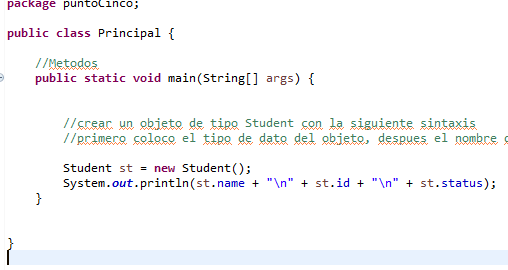 package puntoCinco;
public class Principal {
//Metodos
public static void main(String[] args) {
//crear un objeto de tipo Student con la siguiente sintaxis
//primero coloco el tipo de dato del objeto, despues el nombre
Student st = new Student();
System.out.println(st.name + "\n" + st.id + "\n" + st.status);
}
}